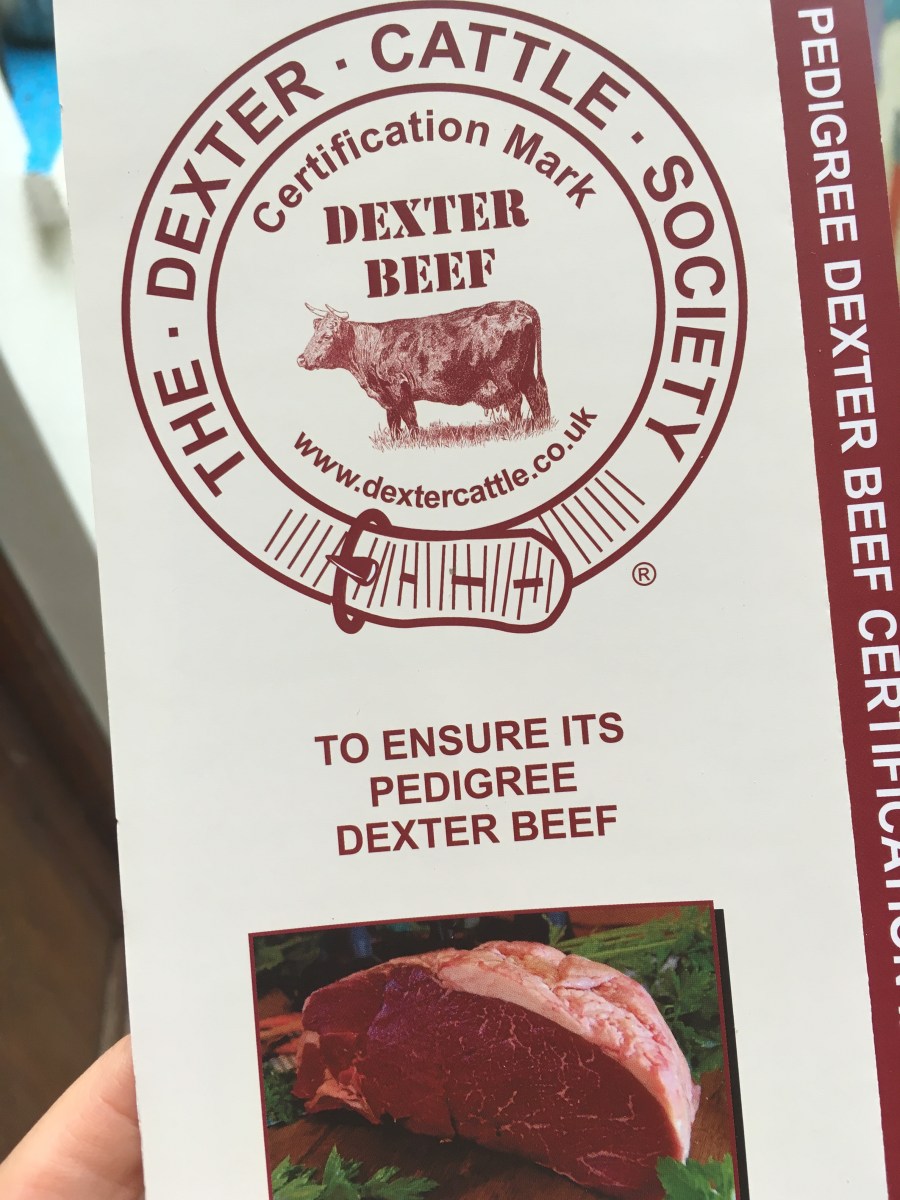 THE · DEXTER · CATTLE · SOCIETY
Certification Mark
DEXTER
BEEF
www.dextercattle.co.uk
®
TO ENSURE ITS
PEDIGREE
DEXTER BEEF
PEDIGREE DEXTER BEEF CERTIFICATION